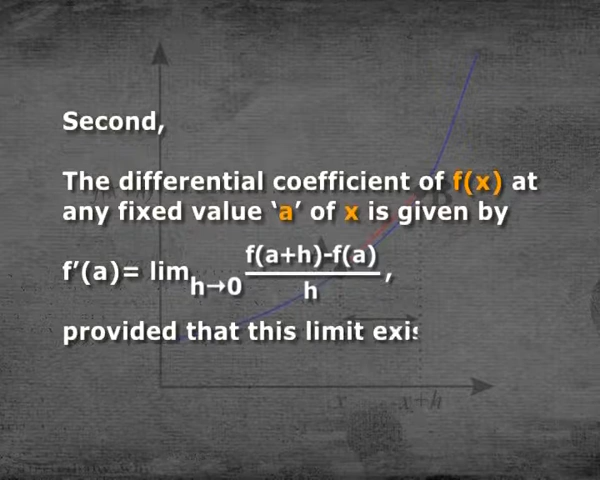 Second,
The differential coefficient of f(x) at
any fixed value ‘a’ of x is given by
f’(a)= lim h→0 f(a+h)-f(a) / h ,
provided that this limit exis
x x+h